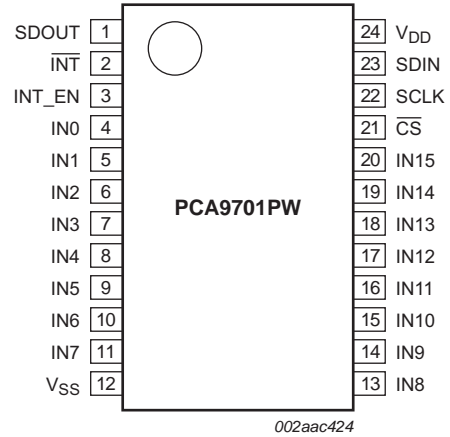 SDOUT 1 24 VDD
INT 2 23 SDIN
INT_EN 3 22 SCLK
IN0 4 21 CS
IN1 5 20 IN15
IN2 6 19 IN14
IN3 7 PCA9701PW 18 IN13
IN4 8 17 IN12
IN5 9 16 IN11
IN6 10 15 IN10
IN7 11 14 IN9
VSS 12 13 IN8
002aac424